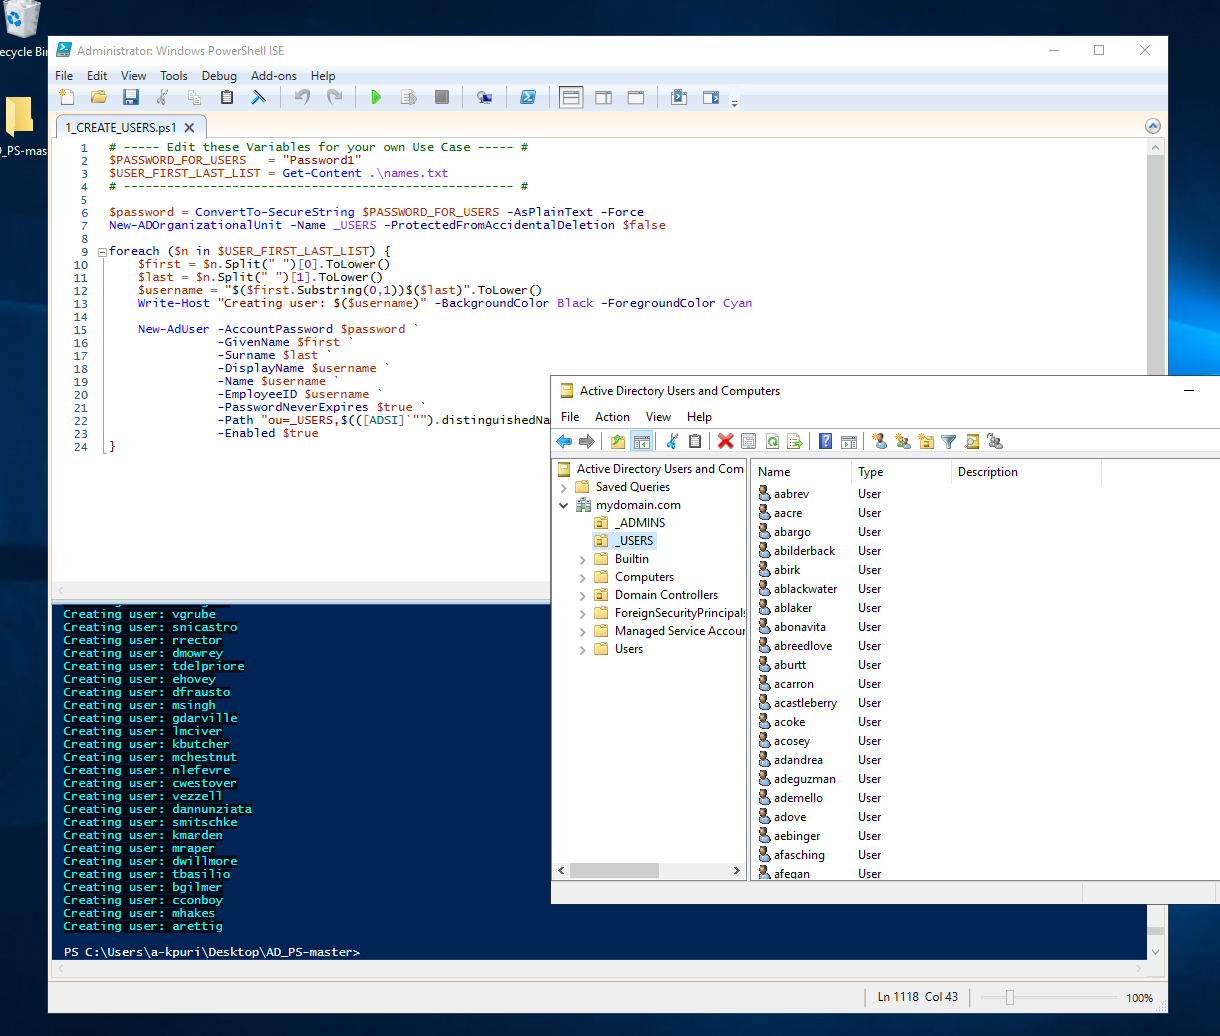 ecycle Bin
D_PS-mas
Administrator: Windows PowerShell ISE
File Edit View Tools Debug Add-ons Help
1_CREATE_USERS.ps1
1 # ----- Edit these Variables for your own Use Case ----- #
2 $PASSWORD_FOR_USERS   = "Password1"
3 $USER_FIRST_LAST_LIST = Get-Content .\names.txt
4 # ------------------------------------------------------ #
5
6 $password = ConvertTo-SecureString $PASSWORD_FOR_USERS -AsPlainText -Force
7 New-ADOrganizationalUnit -Name _USERS -ProtectedFromAccidentalDeletion $false
8
9 foreach ($n in $USER_FIRST_LAST_LIST) {
10     $first = $n.Split(" ")[0].ToLower()
11     $last = $n.Split(" ")[1].ToLower()
12     $username = "$($first.Substring(0,1))$($last)".ToLower()
13     Write-Host "Creating user: $($username)" -BackgroundColor Black -ForegroundColor Cyan
14
15     New-AdUser -AccountPassword $password `
16                -GivenName $first `
17                -Surname $last `
18                -DisplayName $username `
19                -Name $username `
20                -EmployeeID $username `
21                -PasswordNeverExpires $true `
22                -Path "ou=_USERS,$(([ADSI]`"").distinguishedNa
23                -Enabled $true
24 }
Creating user: vgrube
Creating user: snicastro
Creating user: rrector
Creating user: dmowrey
Creating user: tdelpriore
Creating user: ehovey
Creating user: dfrausto
Creating user: msingh
Creating user: gdarville
Creating user: lmciver
Creating user: kbutcher
Creating user: mchestnut
Creating user: nlefevre
Creating user: cwestover
Creating user: vezzell
Creating user: dannunziata
Creating user: smitschke
Creating user: kmarden
Creating user: mraper
Creating user: dwillmore
Creating user: tbasilio
Creating user: bgilmer
Creating user: cconboy
Creating user: mhakes
Creating user: arettig
PS C:\Users\a-kpuri\Desktop\AD_PS-master>
Ln 1118 Col 43 100%
Active Directory Users and Computers
File Action View Help
Active Directory Users and Com
Saved Queries
mydomain.com
_ADMINS
_USERS
Builtin
Computers
Domain Controllers
ForeignSecurityPrincipals
Managed Service Accour
Users
Name Type Description
aabrev User
aacre User
abargo User
abilderback User
abirk User
ablackwater User
ablaker User
abonavita User
abreedlove User
aburtt User
acarron User
acastleberry User
acoke User
acosey User
adandrea User
adeguzman User
ademello User
adove User
aebinger User
afasching User
afegan User